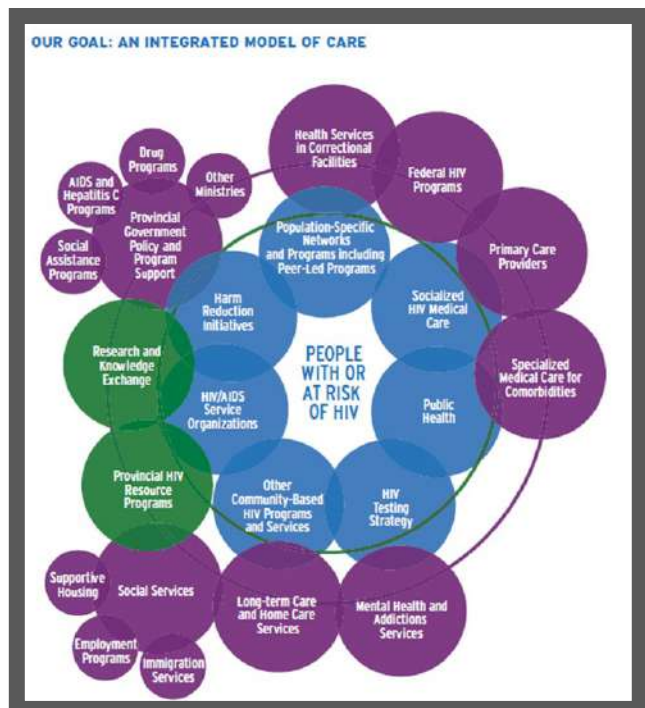 OUR GOAL: AN INTEGRATED MODEL OF CARE
Health Services
in Correctional
Facilities
Drug
Programs
Federal HIV
Programs
Other
Ministries
AIDS and
Hepatitis C
Programs
Provincial
Government
Policy and
Program
Support
Population-Specific
Networks
and Programs including
Peer-Led Programs
Social
Assistance
Programs
Primary Care
Providers
Harm
Reduction
Initiatives
Socialized
HIV Medical
Care
Research and
Knowledge
Exchange
PEOPLE
WITH OR
AT RISK
OF HIV
Specialized
Medical Care for
Comorbidities
HIV/AIDS
Service
Organizations
Public
Health
Provincial HIV
Resource
Programs
Other
Community-Based
HIV Programs
and Services
HIV
Testing
Strategy
Supportive
Housing
Social Services
Long-term Care
and Home Care
Services
Mental Health and
Addictions
Services
Employment
Programs
Immigration
Services